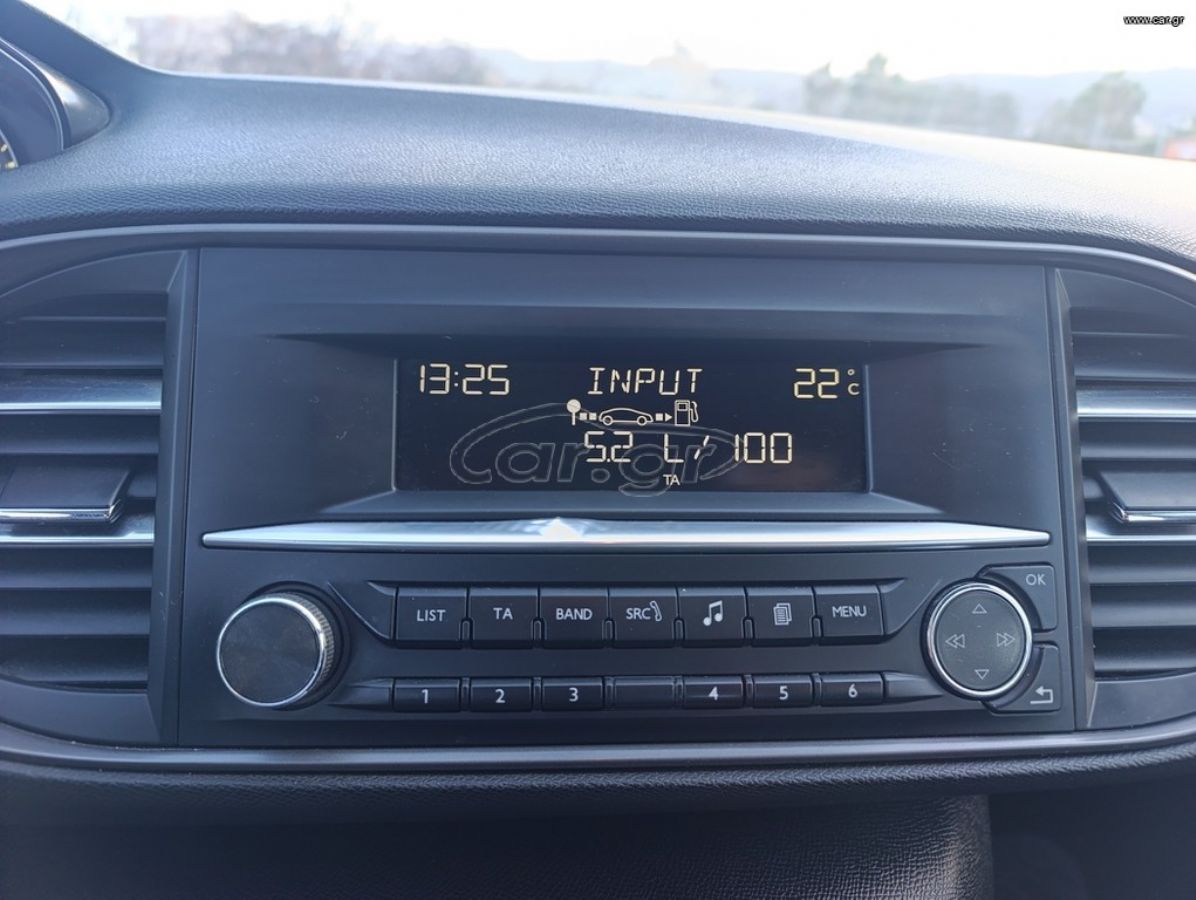 www.car.gr
13:25 INPUT 22°C
5.2 L/100
Car.gr
TA
LIST TA BAND SRC MENU OK
1 2 3 4 5 6